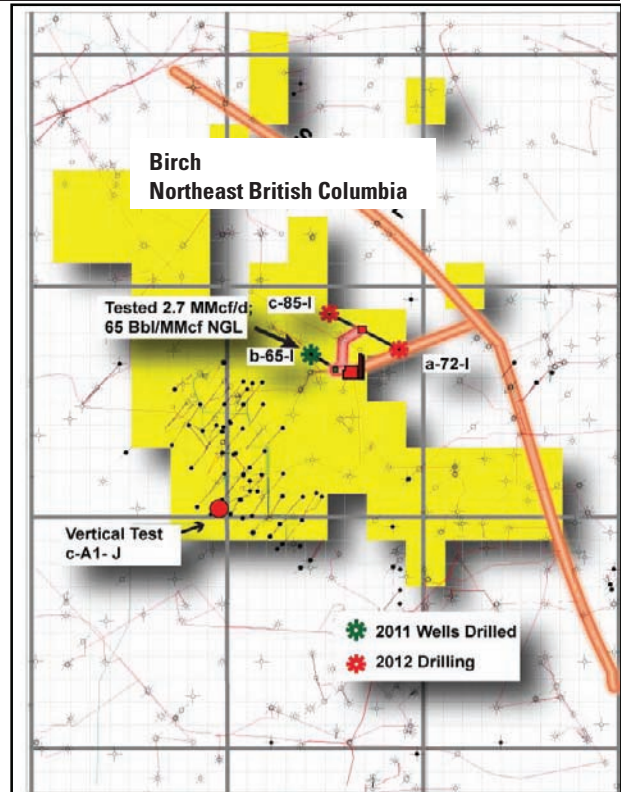 Birch
Northeast British Columbia
c-85-I
Tested 2.7 MMcf/d;
65 Bbl/MMcf NGL
b-65-I
a-72-I
Vertical Test
c-A1- J
2011 Wells Drilled
2012 Drilling